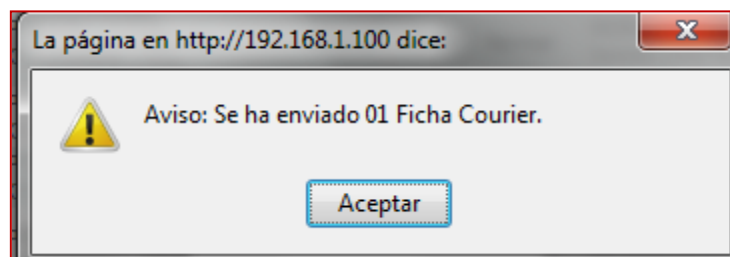 La página en http://192.168.1.100 dice:
Aviso: Se ha enviado 01 Ficha Courier.
Aceptar